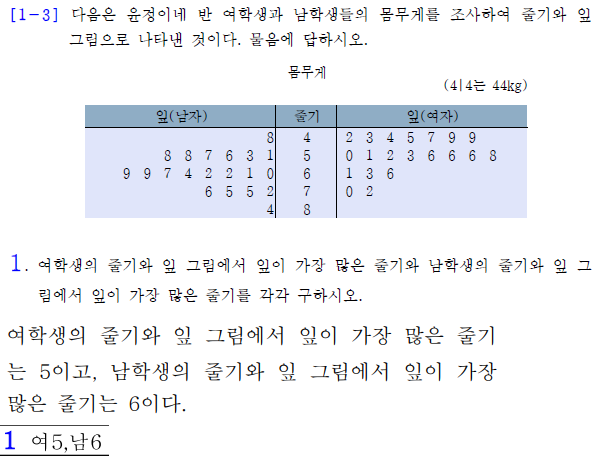 [1-3] 다음은 윤정이네 반 여학생과 남학생들의 몸무게를 조사하여 줄기와 잎
그림으로 나타낸 것이다. 물음에 답하시오.
몸무게
(4|4는 44kg)
잎(남자) 줄기 잎(여자)
8 4 2 3 4 5 7 9 9
8 8 7 6 3 1 5 0 1 2 3 6 6 6 8
9 9 7 4 2 2 1 0 6 1 3 6
6 5 5 2 7 0 2
4 8
1. 여학생의 줄기와 잎 그림에서 잎이 가장 많은 줄기와 남학생의 줄기와 잎 그
림에서 잎이 가장 많은 줄기를 각각 구하시오.
여학생의 줄기와 잎 그림에서 잎이 가장 많은 줄기
는 5이고, 남학생의 줄기와 잎 그림에서 잎이 가장
많은 줄기는 6이다.
1 여5,남6